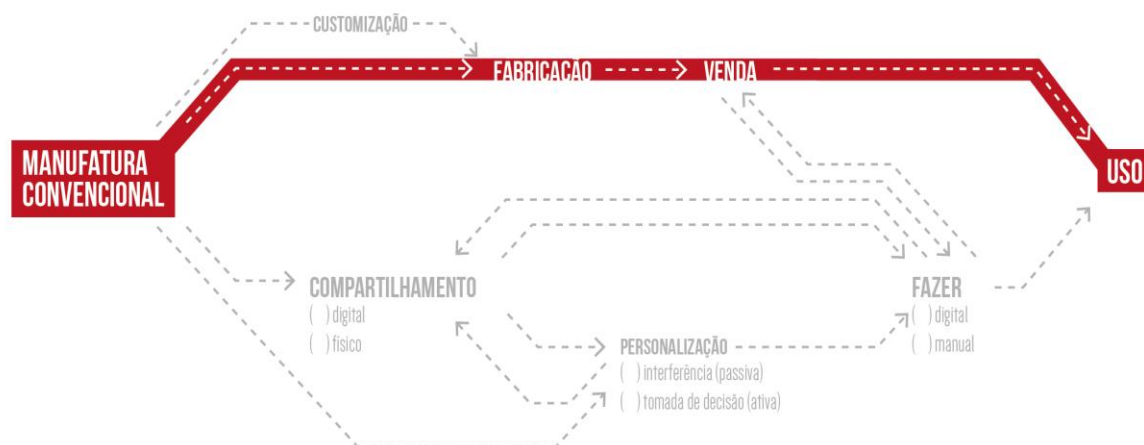 CUSTOMIZAÇÃO
FABRICAÇÃO
VENDA
MANUFATURA
CONVENCIONAL
USO
COMPARTILHAMENTO
( ) digital
( ) físico
FAZER
( ) digital
( ) manual
PERSONALIZAÇÃO
( ) interferência (passiva)
( ) tomada de decisão (ativa)